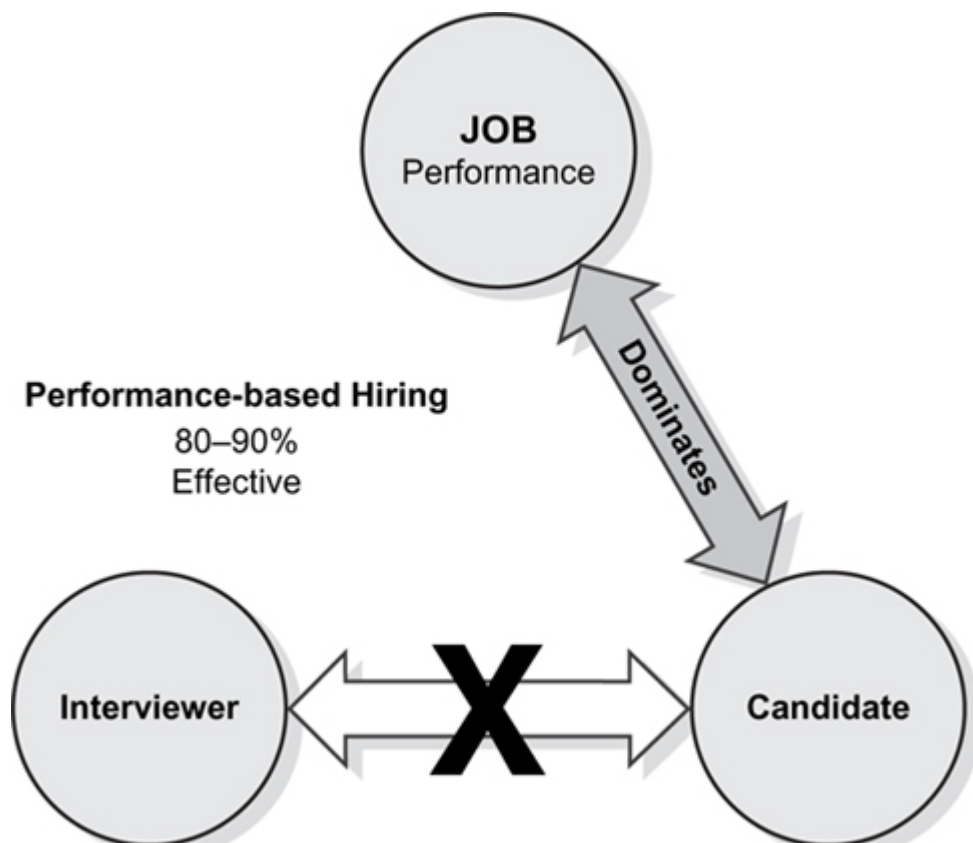 JOB
Performance
Dominates
Performance-based Hiring
80–90%
Effective
Interviewer
X
Candidate